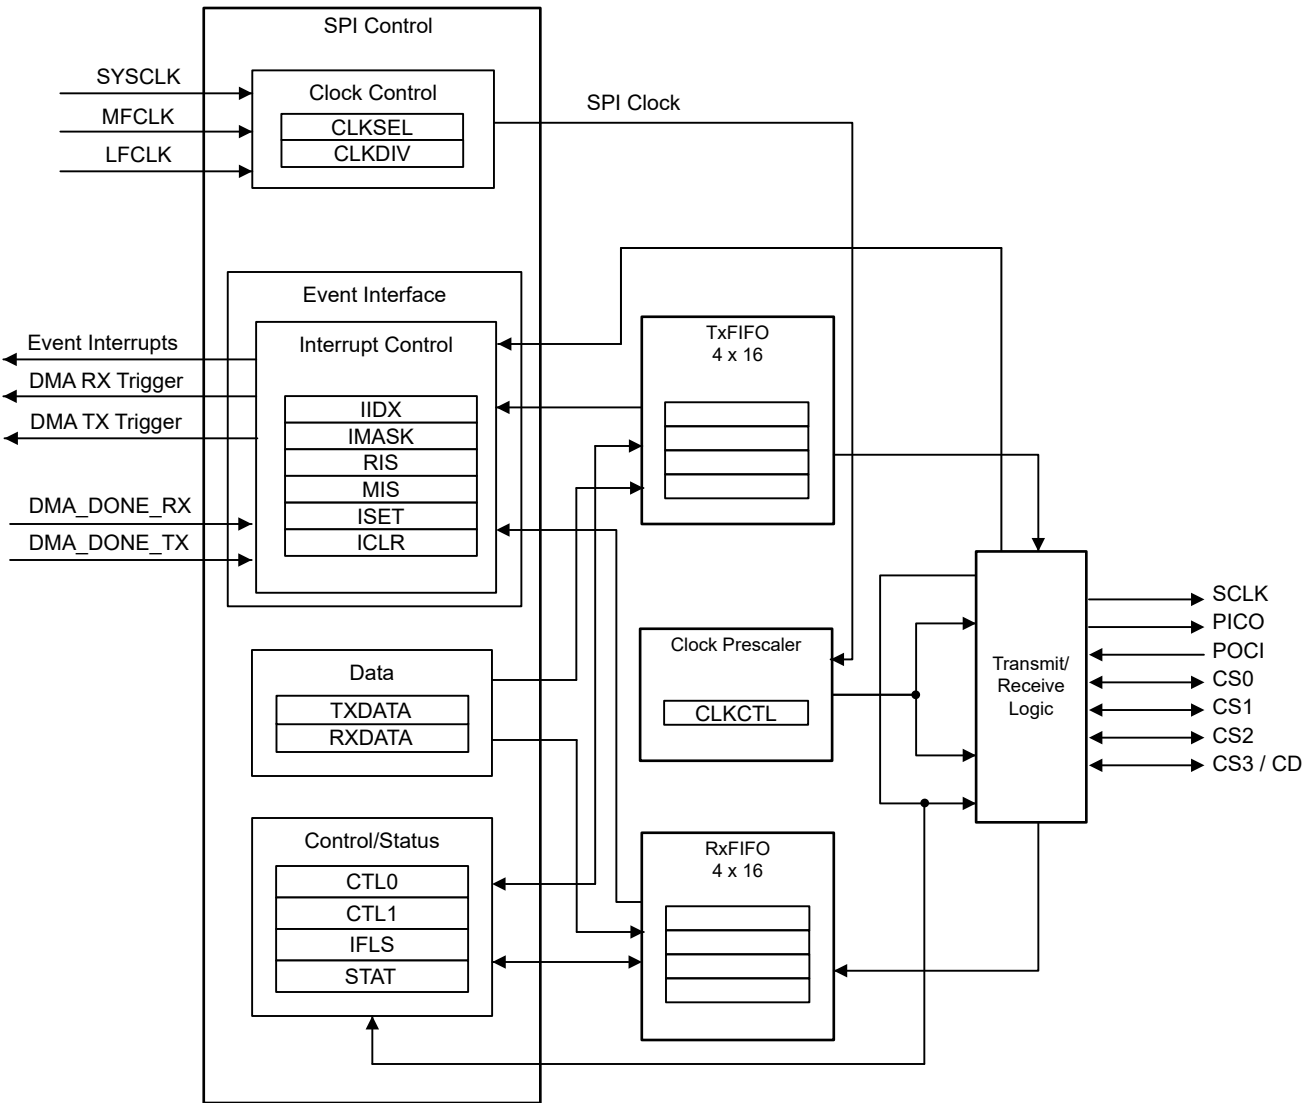 SPI Control
SYSCLK
MFCLK
LFCLK
Clock Control
CLKSEL
CLKDIV
SPI Clock
Event Interface
Interrupt Control
IIDX
IMASK
RIS
MIS
ISET
ICLR
Event Interrupts
DMA RX Trigger
DMA TX Trigger
DMA_DONE_RX
DMA_DONE_TX
TxFIFO
4 x 16
Data
TXDATA
RXDATA
Clock Prescaler
CLKCTL
Transmit/
Receive
Logic
SCLK
PICO
POCI
CS0
CS1
CS2
CS3 / CD
Control/Status
CTL0
CTL1
IFLS
STAT
RxFIFO
4 x 16